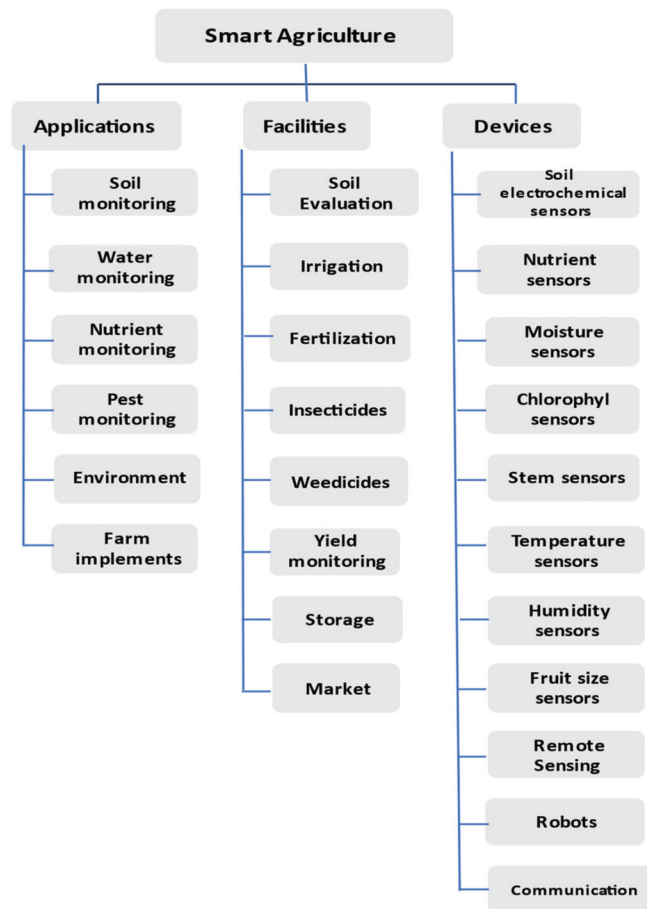 Smart Agriculture
Applications
Soil
monitoring
Water
monitoring
Nutrient
monitoring
Pest
monitoring
Environment
Farm
implements
Facilities
Soil
Evaluation
Irrigation
Fertilization
Insecticides
Weedicides
Yield
monitoring
Storage
Market
Devices
Soil
electrochemical
sensors
Nutrient
sensors
Moisture
sensors
Chlorophyl
sensors
Stem sensors
Temperature
sensors
Humidity
sensors
Fruit size
sensors
Remote
Sensing
Robots
Communication